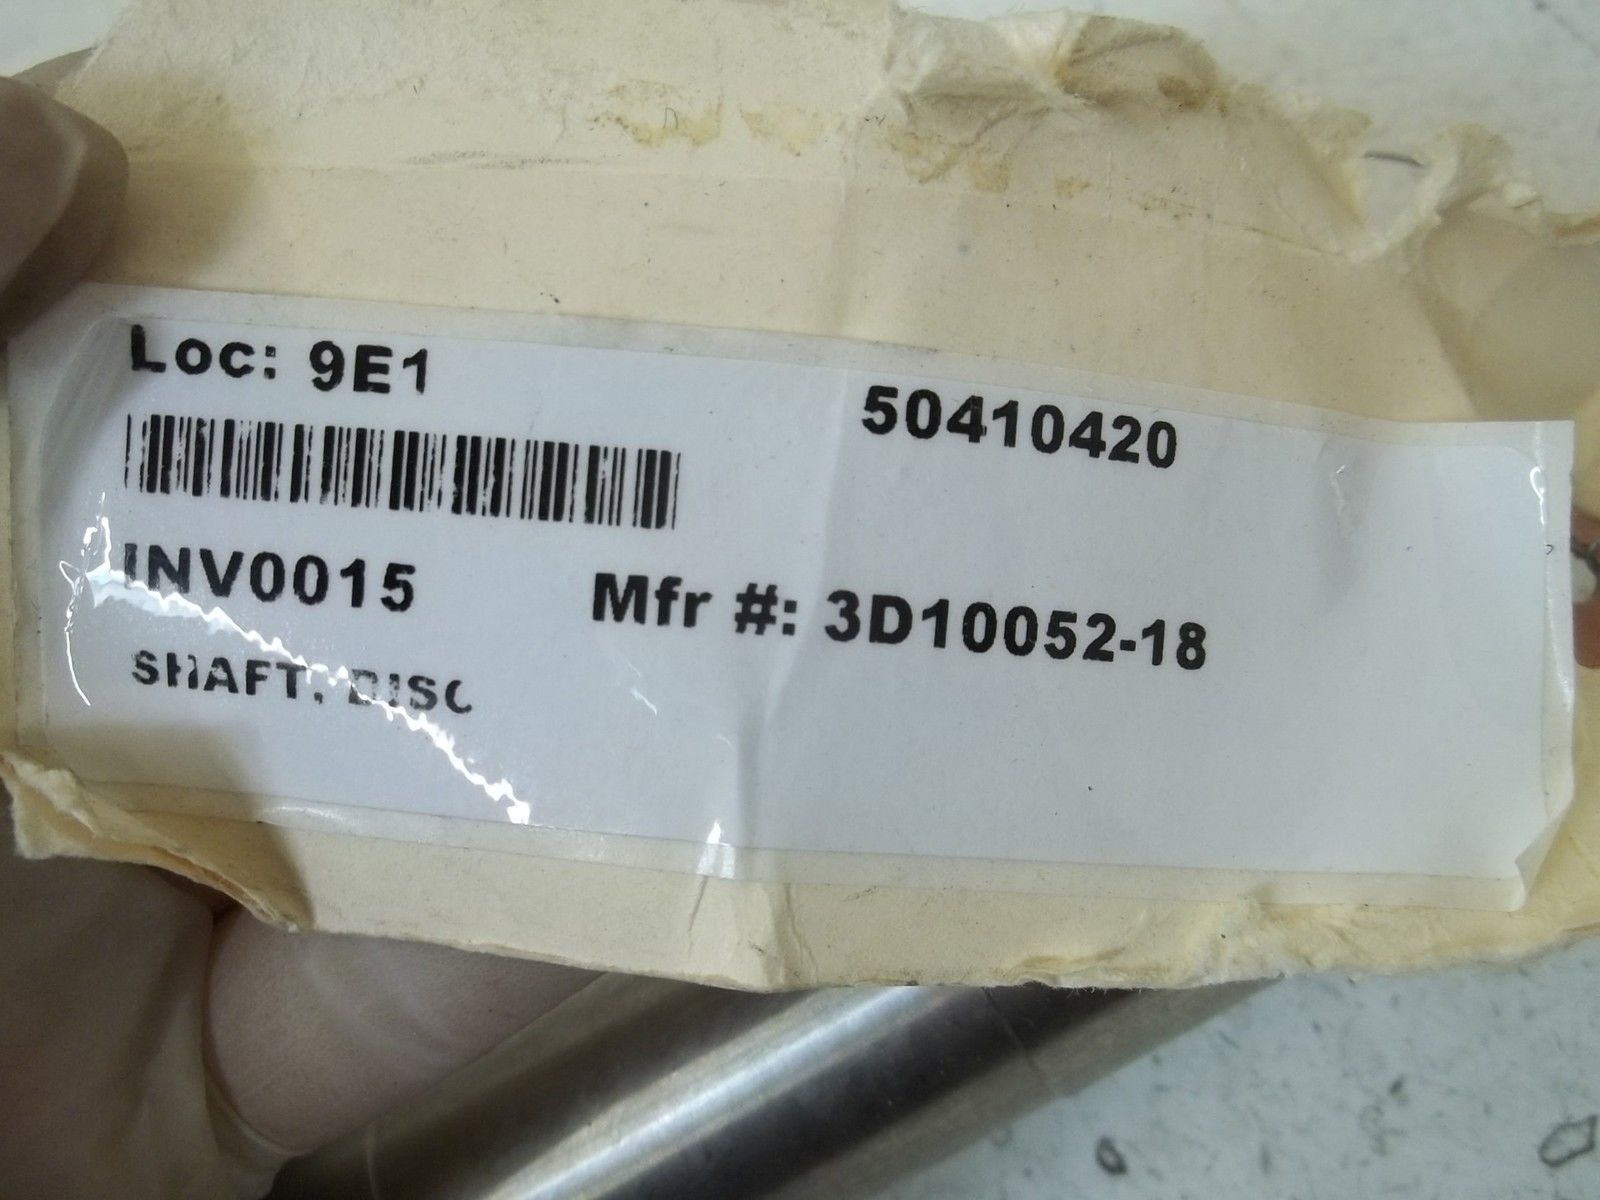 Loc: 9E1
50410420
INV0015
Mfr #: 3D10052-18
SHAFT, DISC